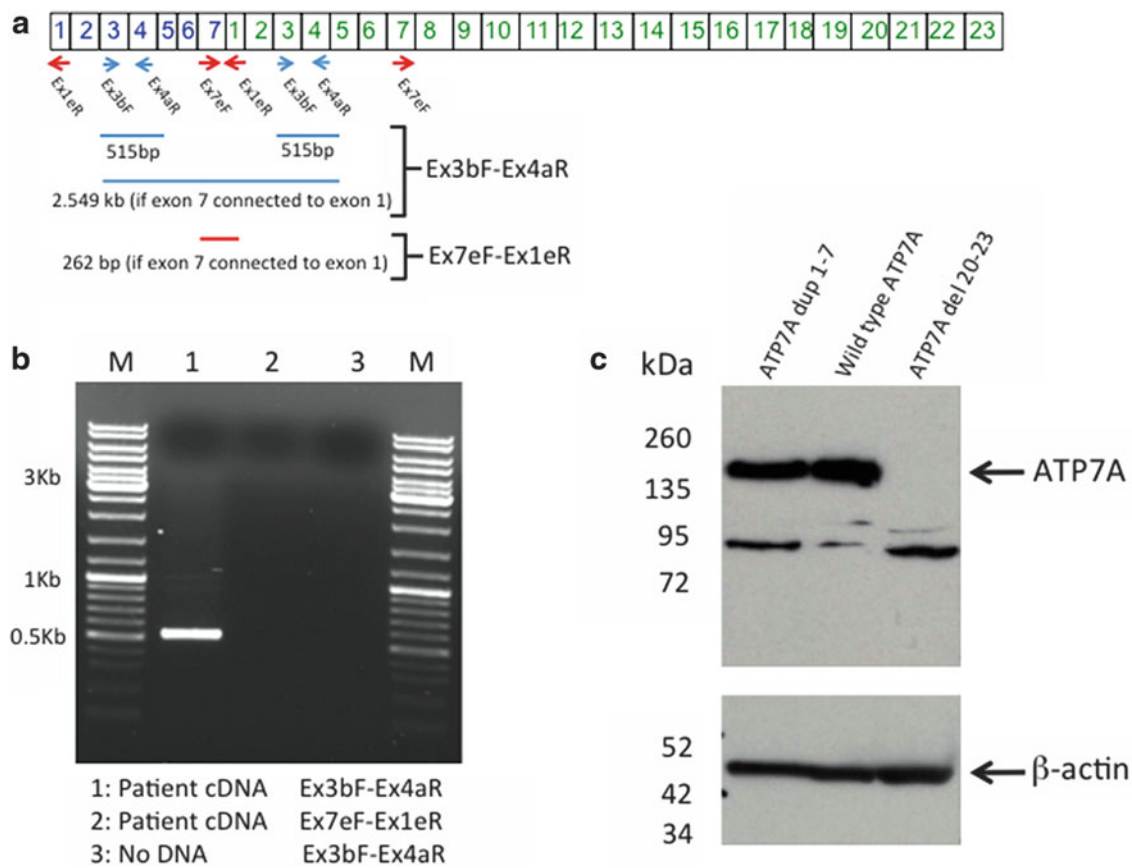 a
1 2 3 4 5 6 7 1 2 3 4 5 6 7 8 9 10 11 12 13 14 15 16 17 18 19 20 21 22 23
Ex1eR Ex3bF Ex4aR Ex7eF Ex1eR Ex3bF Ex4aR Ex7eF
515bp 515bp
Ex3bF-Ex4aR
2.549 kb (if exon 7 connected to exon 1)
262 bp (if exon 7 connected to exon 1)
Ex7eF-Ex1eR
b
M 1 2 3 M
3Kb
1Kb
0.5Kb
1: Patient cDNA Ex3bF-Ex4aR
2: Patient cDNA Ex7eF-Ex1eR
3: No DNA Ex3bF-Ex4aR
c
kDa
ATP7A dup 1-7
Wild type ATP7A
ATP7A del 20-23
260
135
95
72
ATP7A
52
42
34
β-actin